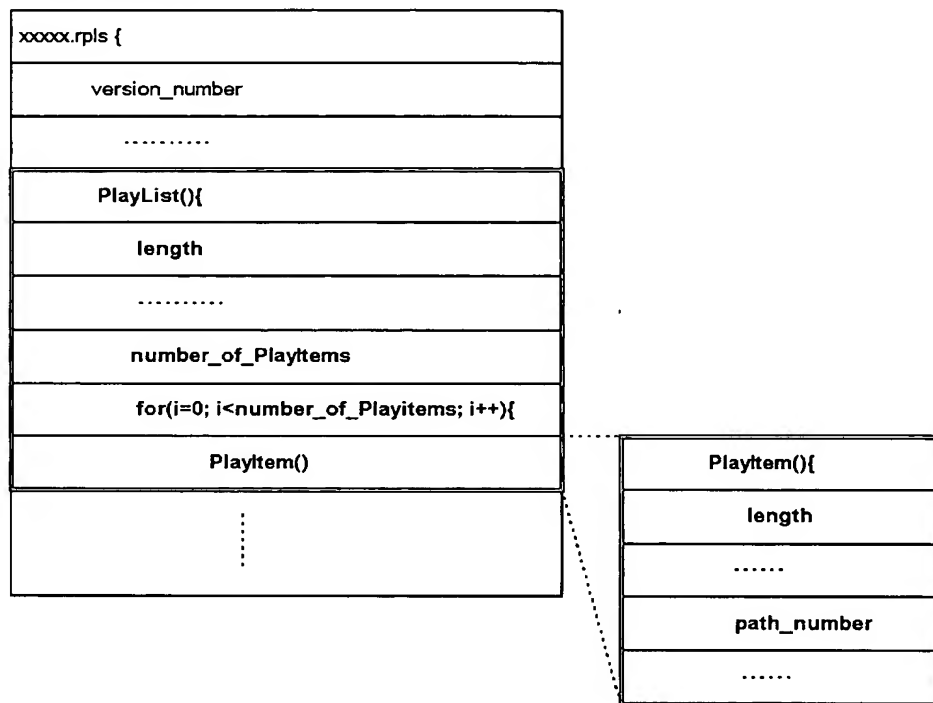 xxxxx.rpls {
version_number
..........
PlayList(){
length
..........
number_of_PlayItems
for(i=0; i<number_of_Playitems; i++){
PlayItem()
PlayItem(){
length
......
path_number
......